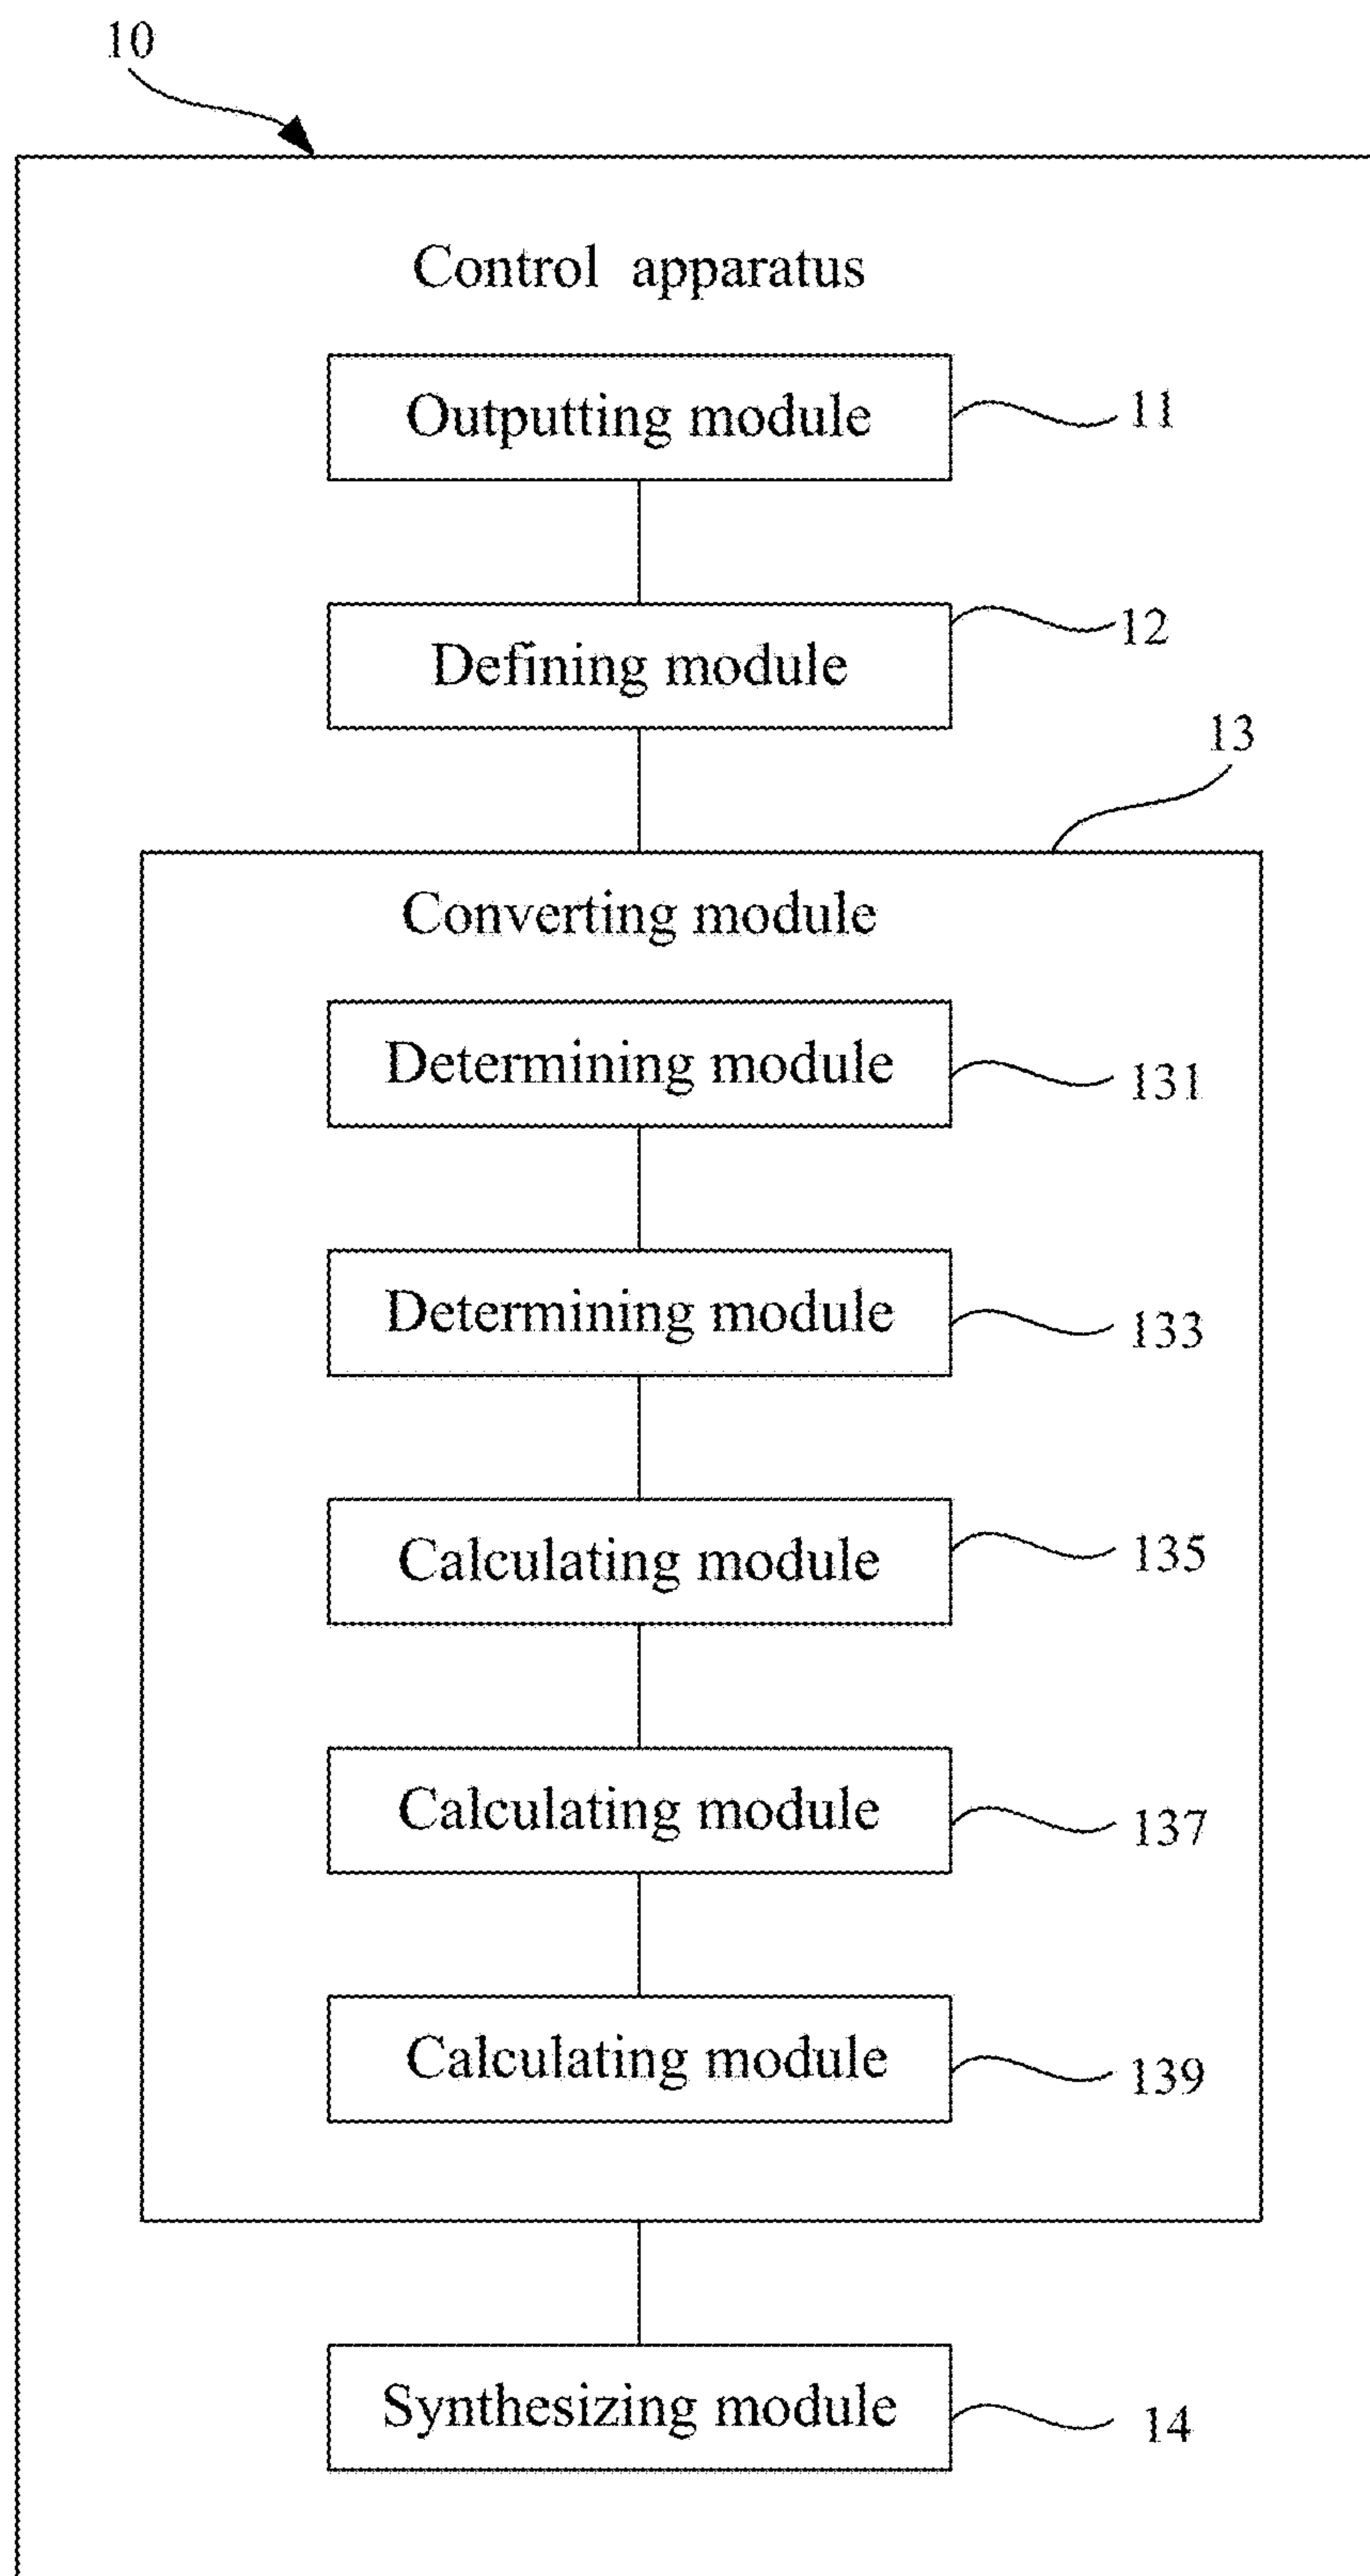 10
Control apparatus
Outputting module
11
Defining module
12
13
Converting module
Determining module
131
Determining module
133
Calculating module
135
Calculating module
137
Calculating module
139
Synthesizing module
14